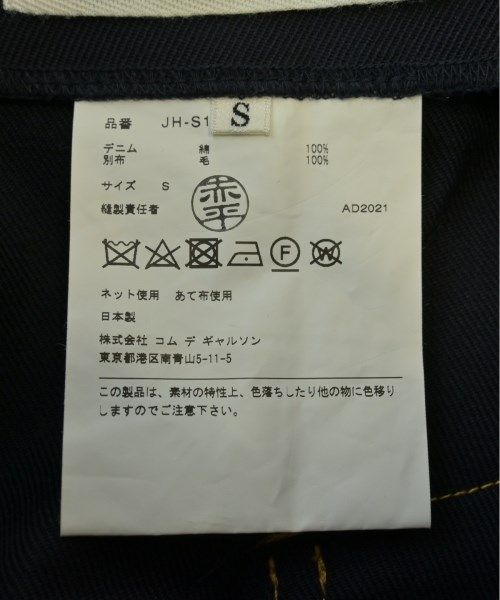 品番 JH-S1
S
デニム 綿 100%
別布 毛 100%
サイズ S
縫製責任者 赤平 AD2021
F W
ネット使用 あて布使用
日本製
株式会社 コム デ ギャルソン
東京都港区南青山5-11-5
この製品は、素材の特性上、色落ちしたり他の物に色移り
しますのでご注意下さい。